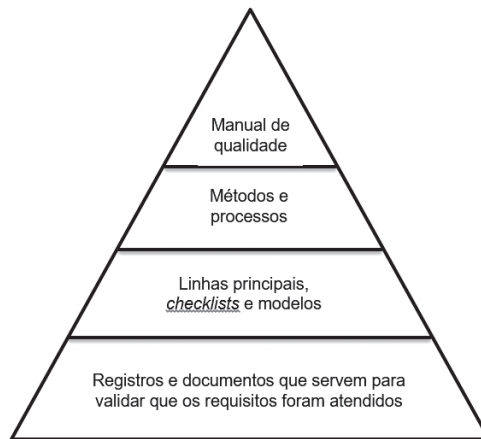 Manual de
qualidade
Métodos e
processos
Linhas principais,
checklists e modelos
Registros e documentos que servem para
validar que os requisitos foram atendidos